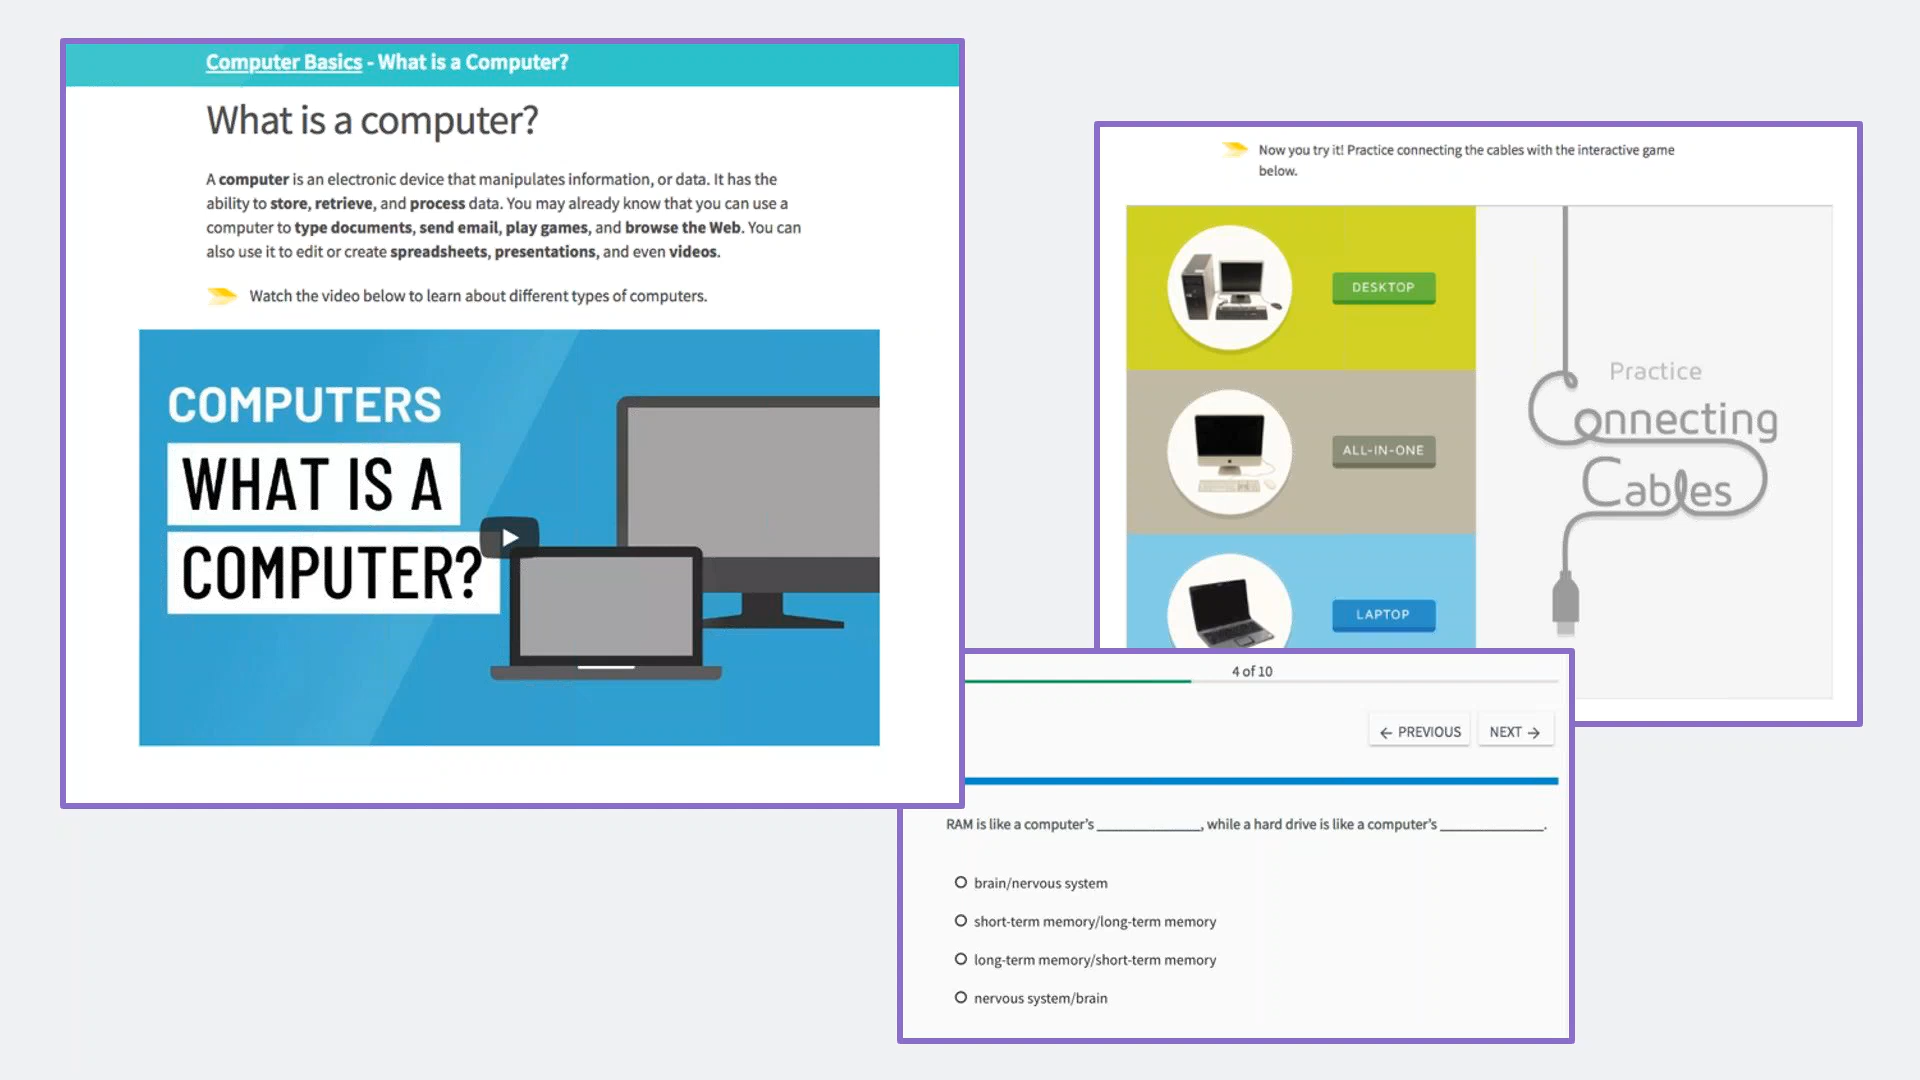 Computer Basics - What is a Computer?
What is a computer?
A computer is an electronic device that manipulates information, or data. It has the
ability to store, retrieve, and process data. You may already know that you can use a
computer to type documents, send email, play games, and browse the Web. You can
also use it to edit or create spreadsheets, presentations, and even videos.
Watch the video below to learn about different types of computers.
COMPUTERS
WHAT IS A
COMPUTER?
Now you try it! Practice connecting the cables with the interactive game
below.
DESKTOP
ALL-IN-ONE
LAPTOP
Practice
Connecting
Cables
4 of 10
← PREVIOUS
NEXT →
RAM is like a computer’s ______________, while a hard drive is like a computer’s ______________.
brain/nervous system
short-term memory/long-term memory
long-term memory/short-term memory
nervous system/brain